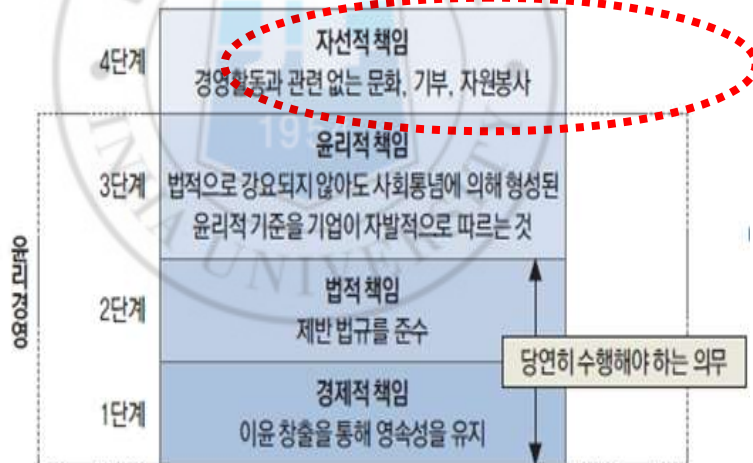 4단계
자선적 책임
경영활동과 관련 없는 문화, 기부, 자원봉사
윤리적 책임
3단계
법적으로 강요되지 않아도 사회통념에 의해 형성된
윤리적 기준을 기업이 자발적으로 따르는 것
윤리경영
2단계
법적 책임
제반 법규를 준수
당연히 수행해야 하는 의무
1단계
경제적 책임
이윤 창출을 통해 영속성을 유지
UNIVERSITY